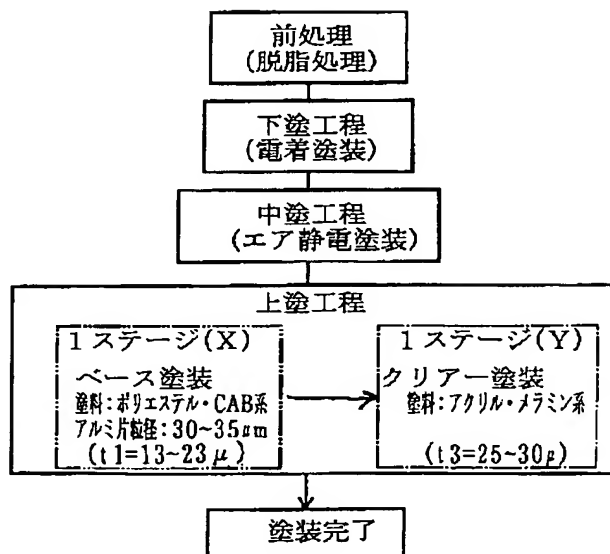 前処理
(脱脂処理)
下塗工程
(電着塗装)
中塗工程
(エア静電塗装)
上塗工程
1ステージ(X)
ベース塗装
塗料:ポリエステル・CAB系
アルミ片粒径:30~35μm
(t1=13~23μ)
1ステージ(Y)
クリアー塗装
塗料:アクリル・メラミン系
(t3=25~30μ)
塗装完了